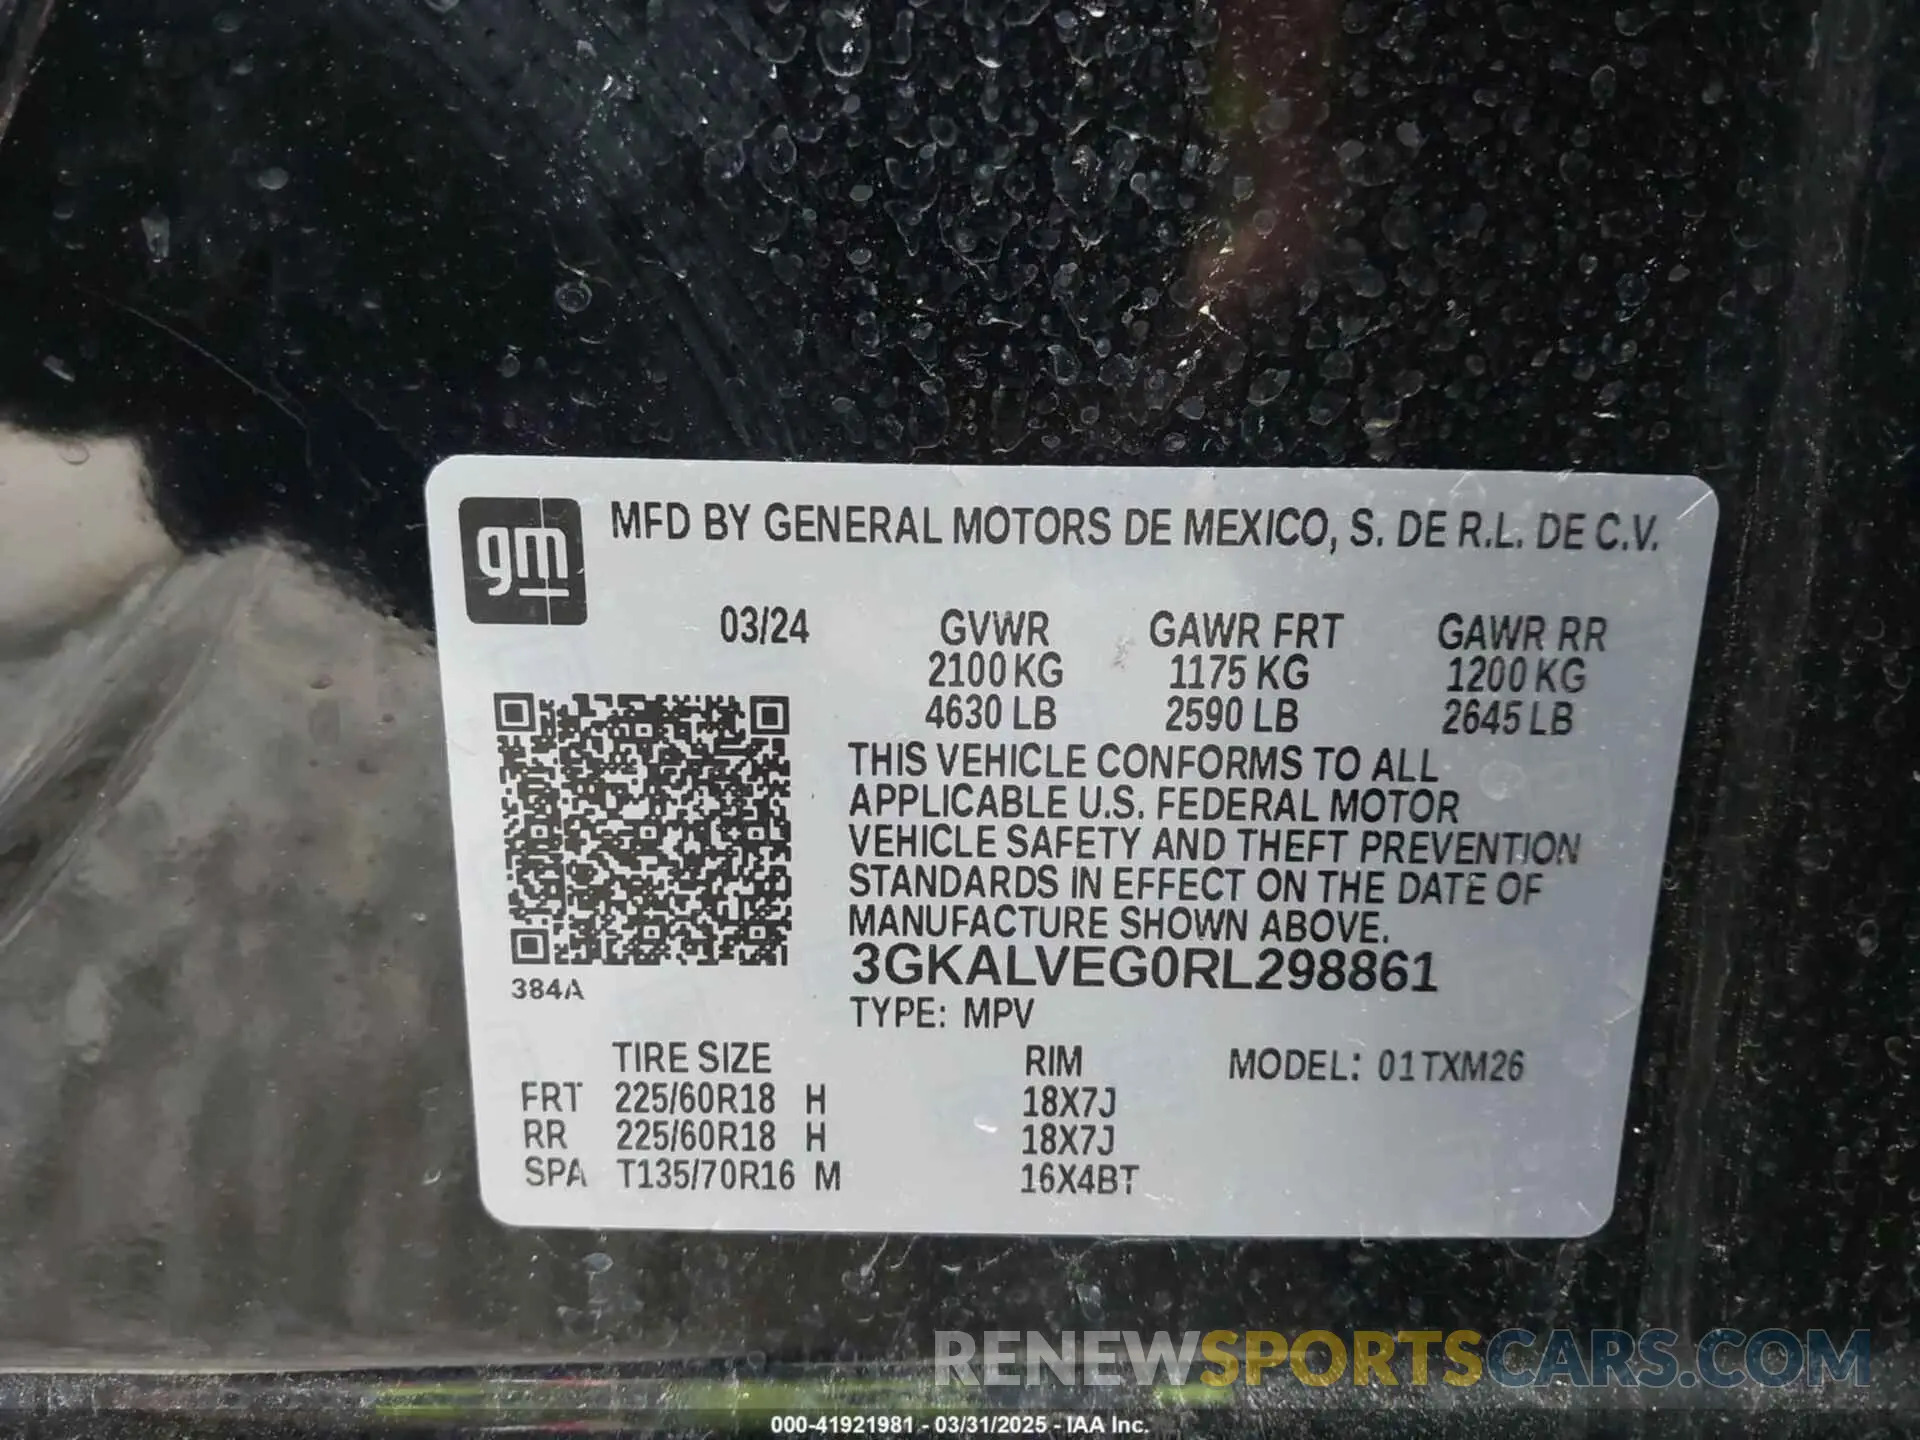 gm
MFD BY GENERAL MOTORS DE MEXICO, S. DE R.L. DE C.V.
03/24 GVWR GAWR FRT GAWR RR
2100 KG 1175 KG 1200 KG
4630 LB 2590 LB 2645 LB
THIS VEHICLE CONFORMS TO ALL
APPLICABLE U.S. FEDERAL MOTOR
VEHICLE SAFETY AND THEFT PREVENTION
STANDARDS IN EFFECT ON THE DATE OF
MANUFACTURE SHOWN ABOVE.
3GKALVEG0RL298861
384A
TYPE: MPV
TIRE SIZE RIM MODEL: 01TXM26
FRT 225/60R18 H 18X7J
RR 225/60R18 H 18X7J
SPA T135/70R16 M 16X4BT
RENEWSPORTSCARS.COM
000-41921981 - 03/31/2025 - IAA Inc.